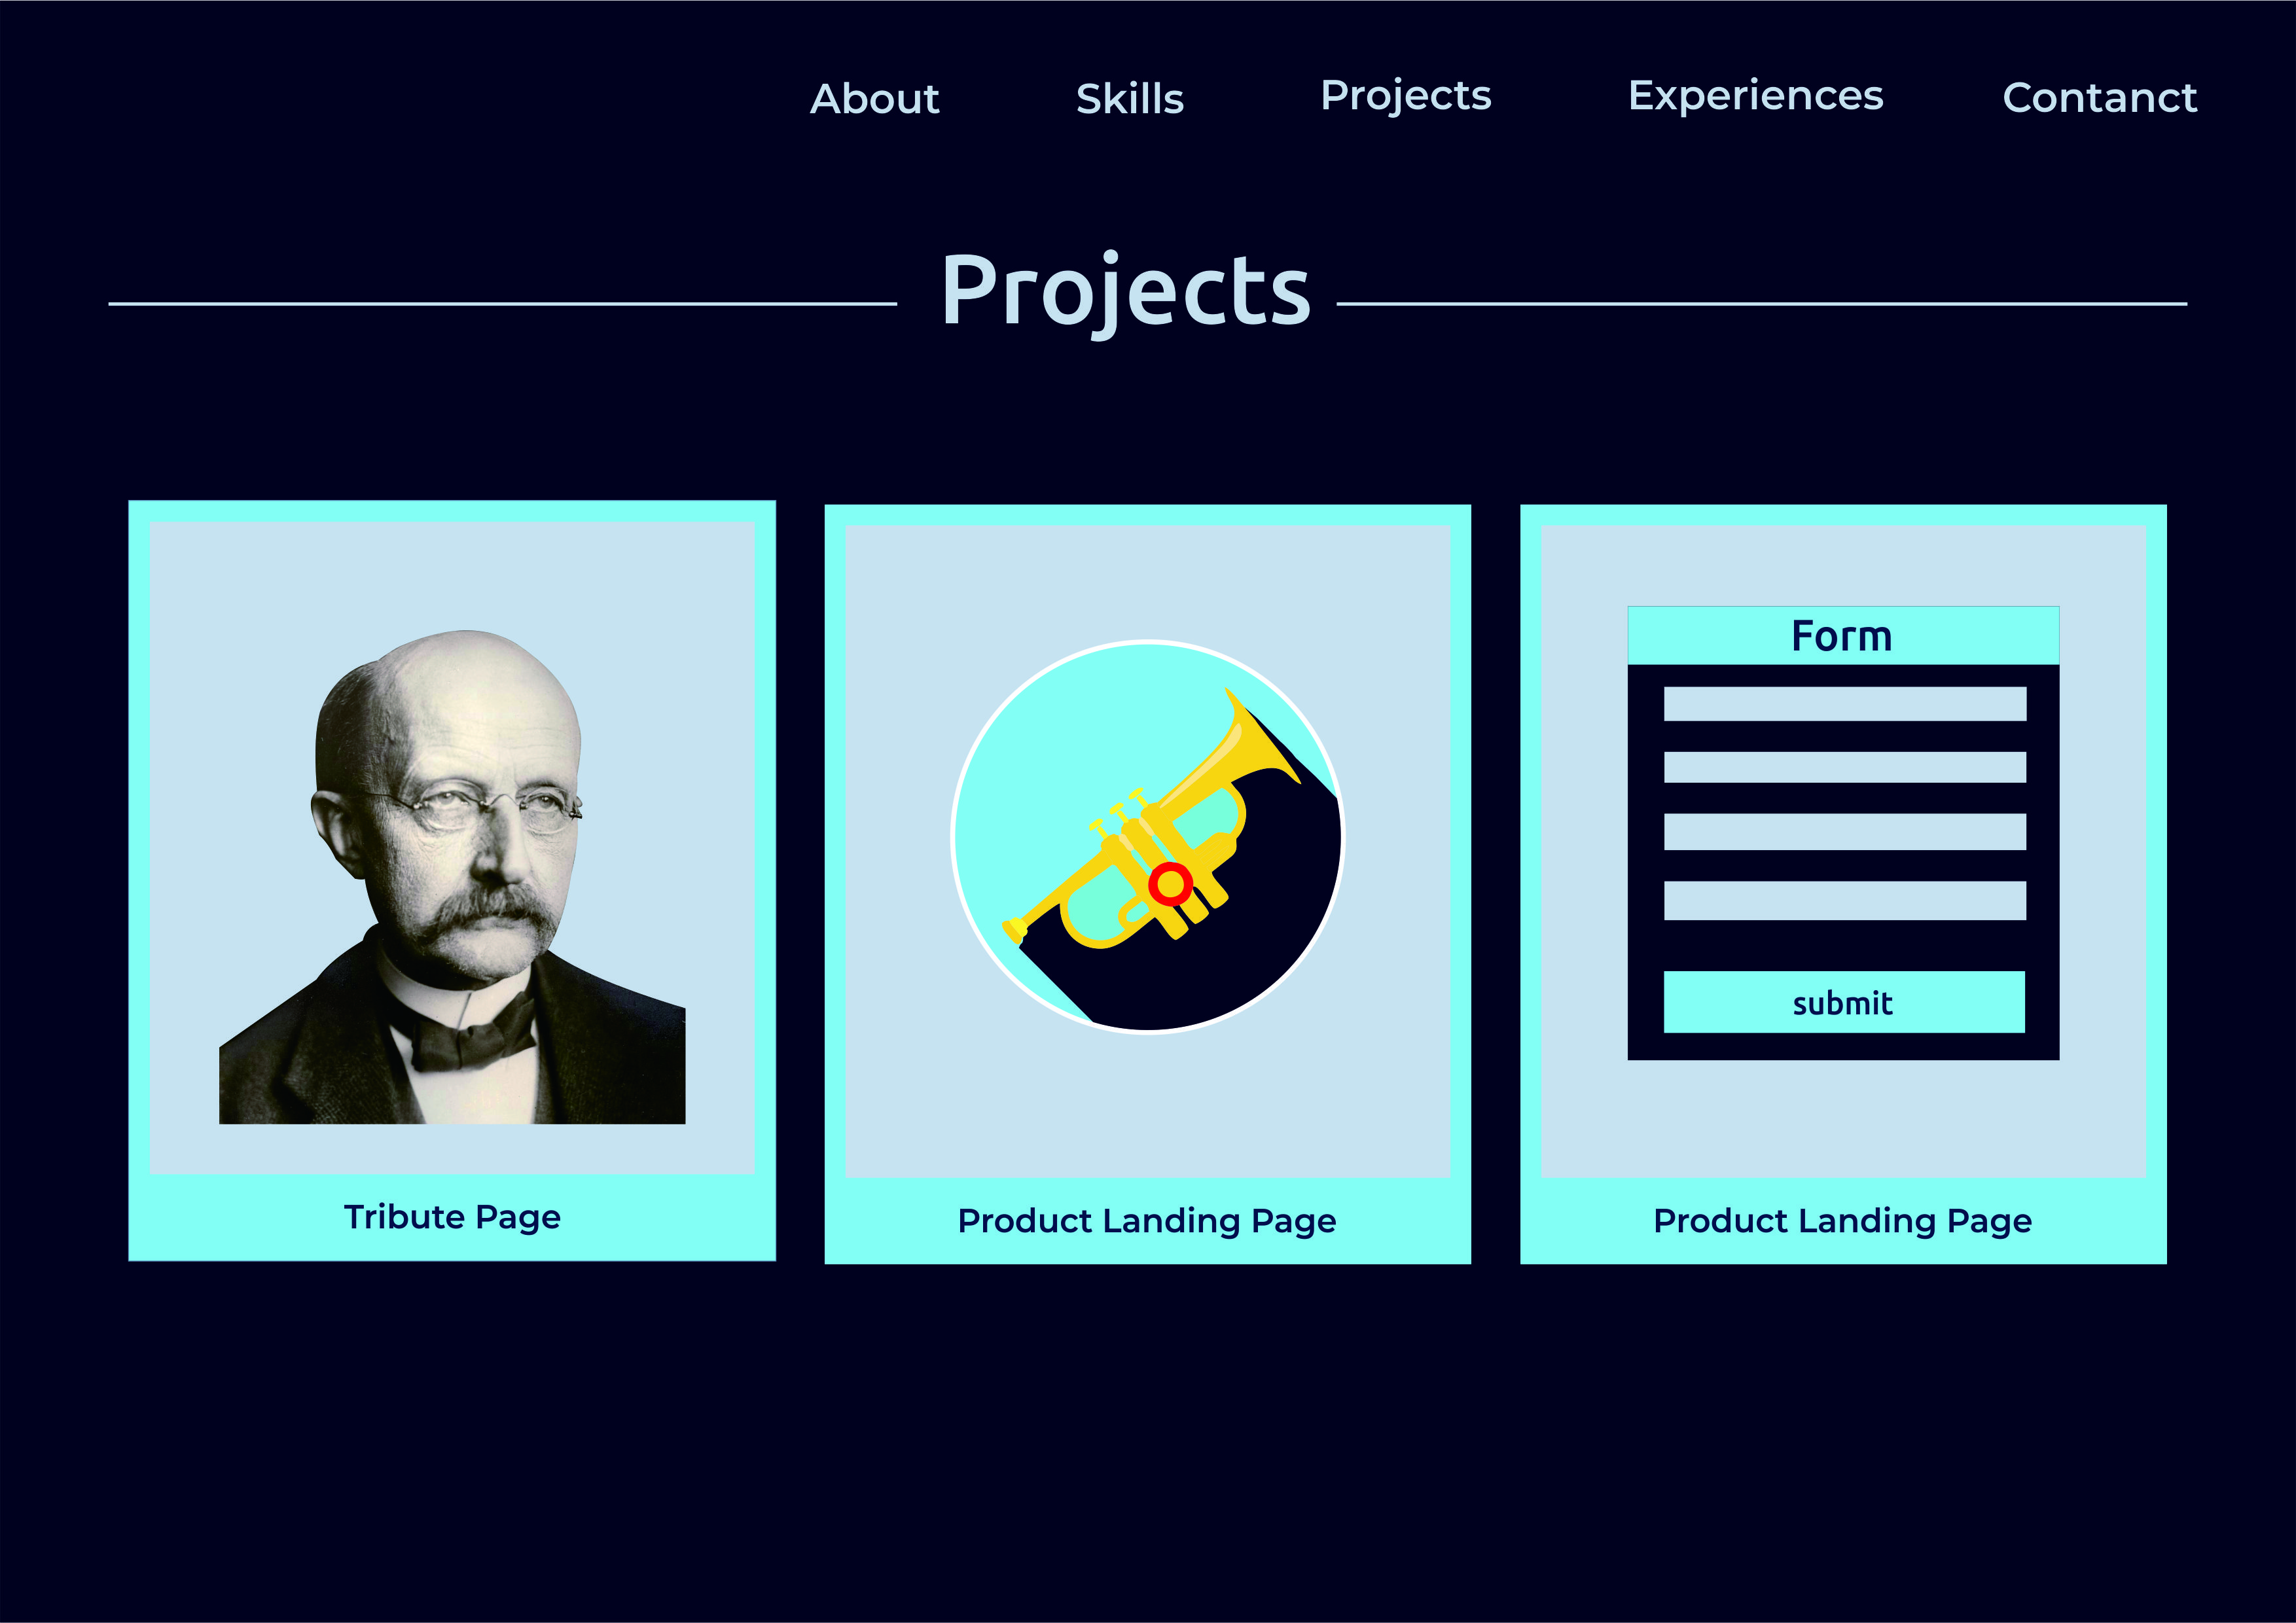 About Skills Projects Experiences Contanct
Projects
Form
submit
Tribute Page
Product Landing Page
Product Landing Page